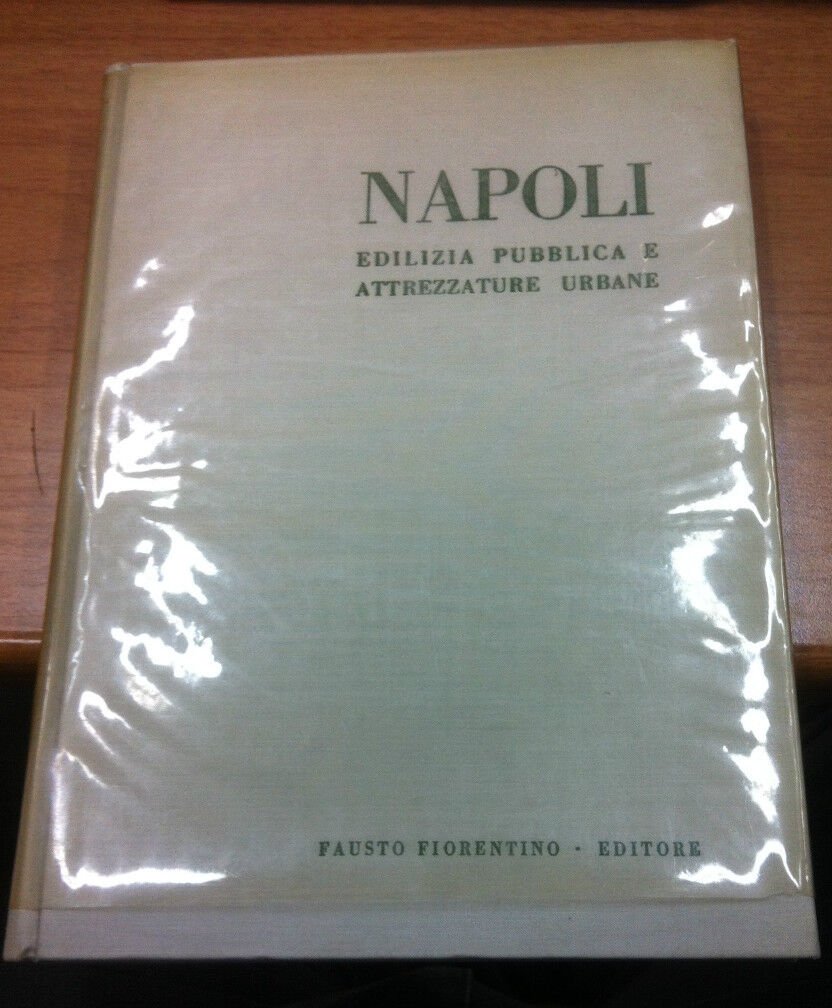 NAPOLI
EDILIZIA PUBBLICA E
ATTREZZATURE URBANE
FAUSTO FIORENTINO - EDITORE